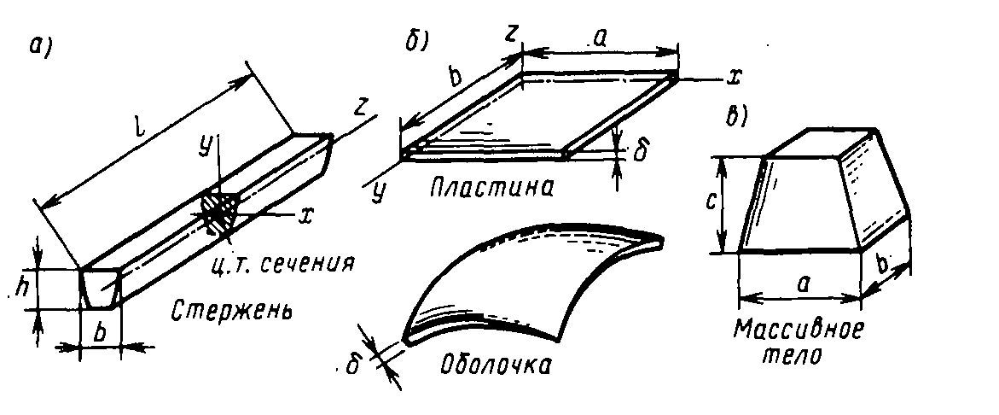 а)
l
z
y
x
ц.т. сечения
h
b
Стержень
б)
z
a
b
x
y
δ
Пластина
δ
Оболочка
в)
c
a
b
Массивное
тело